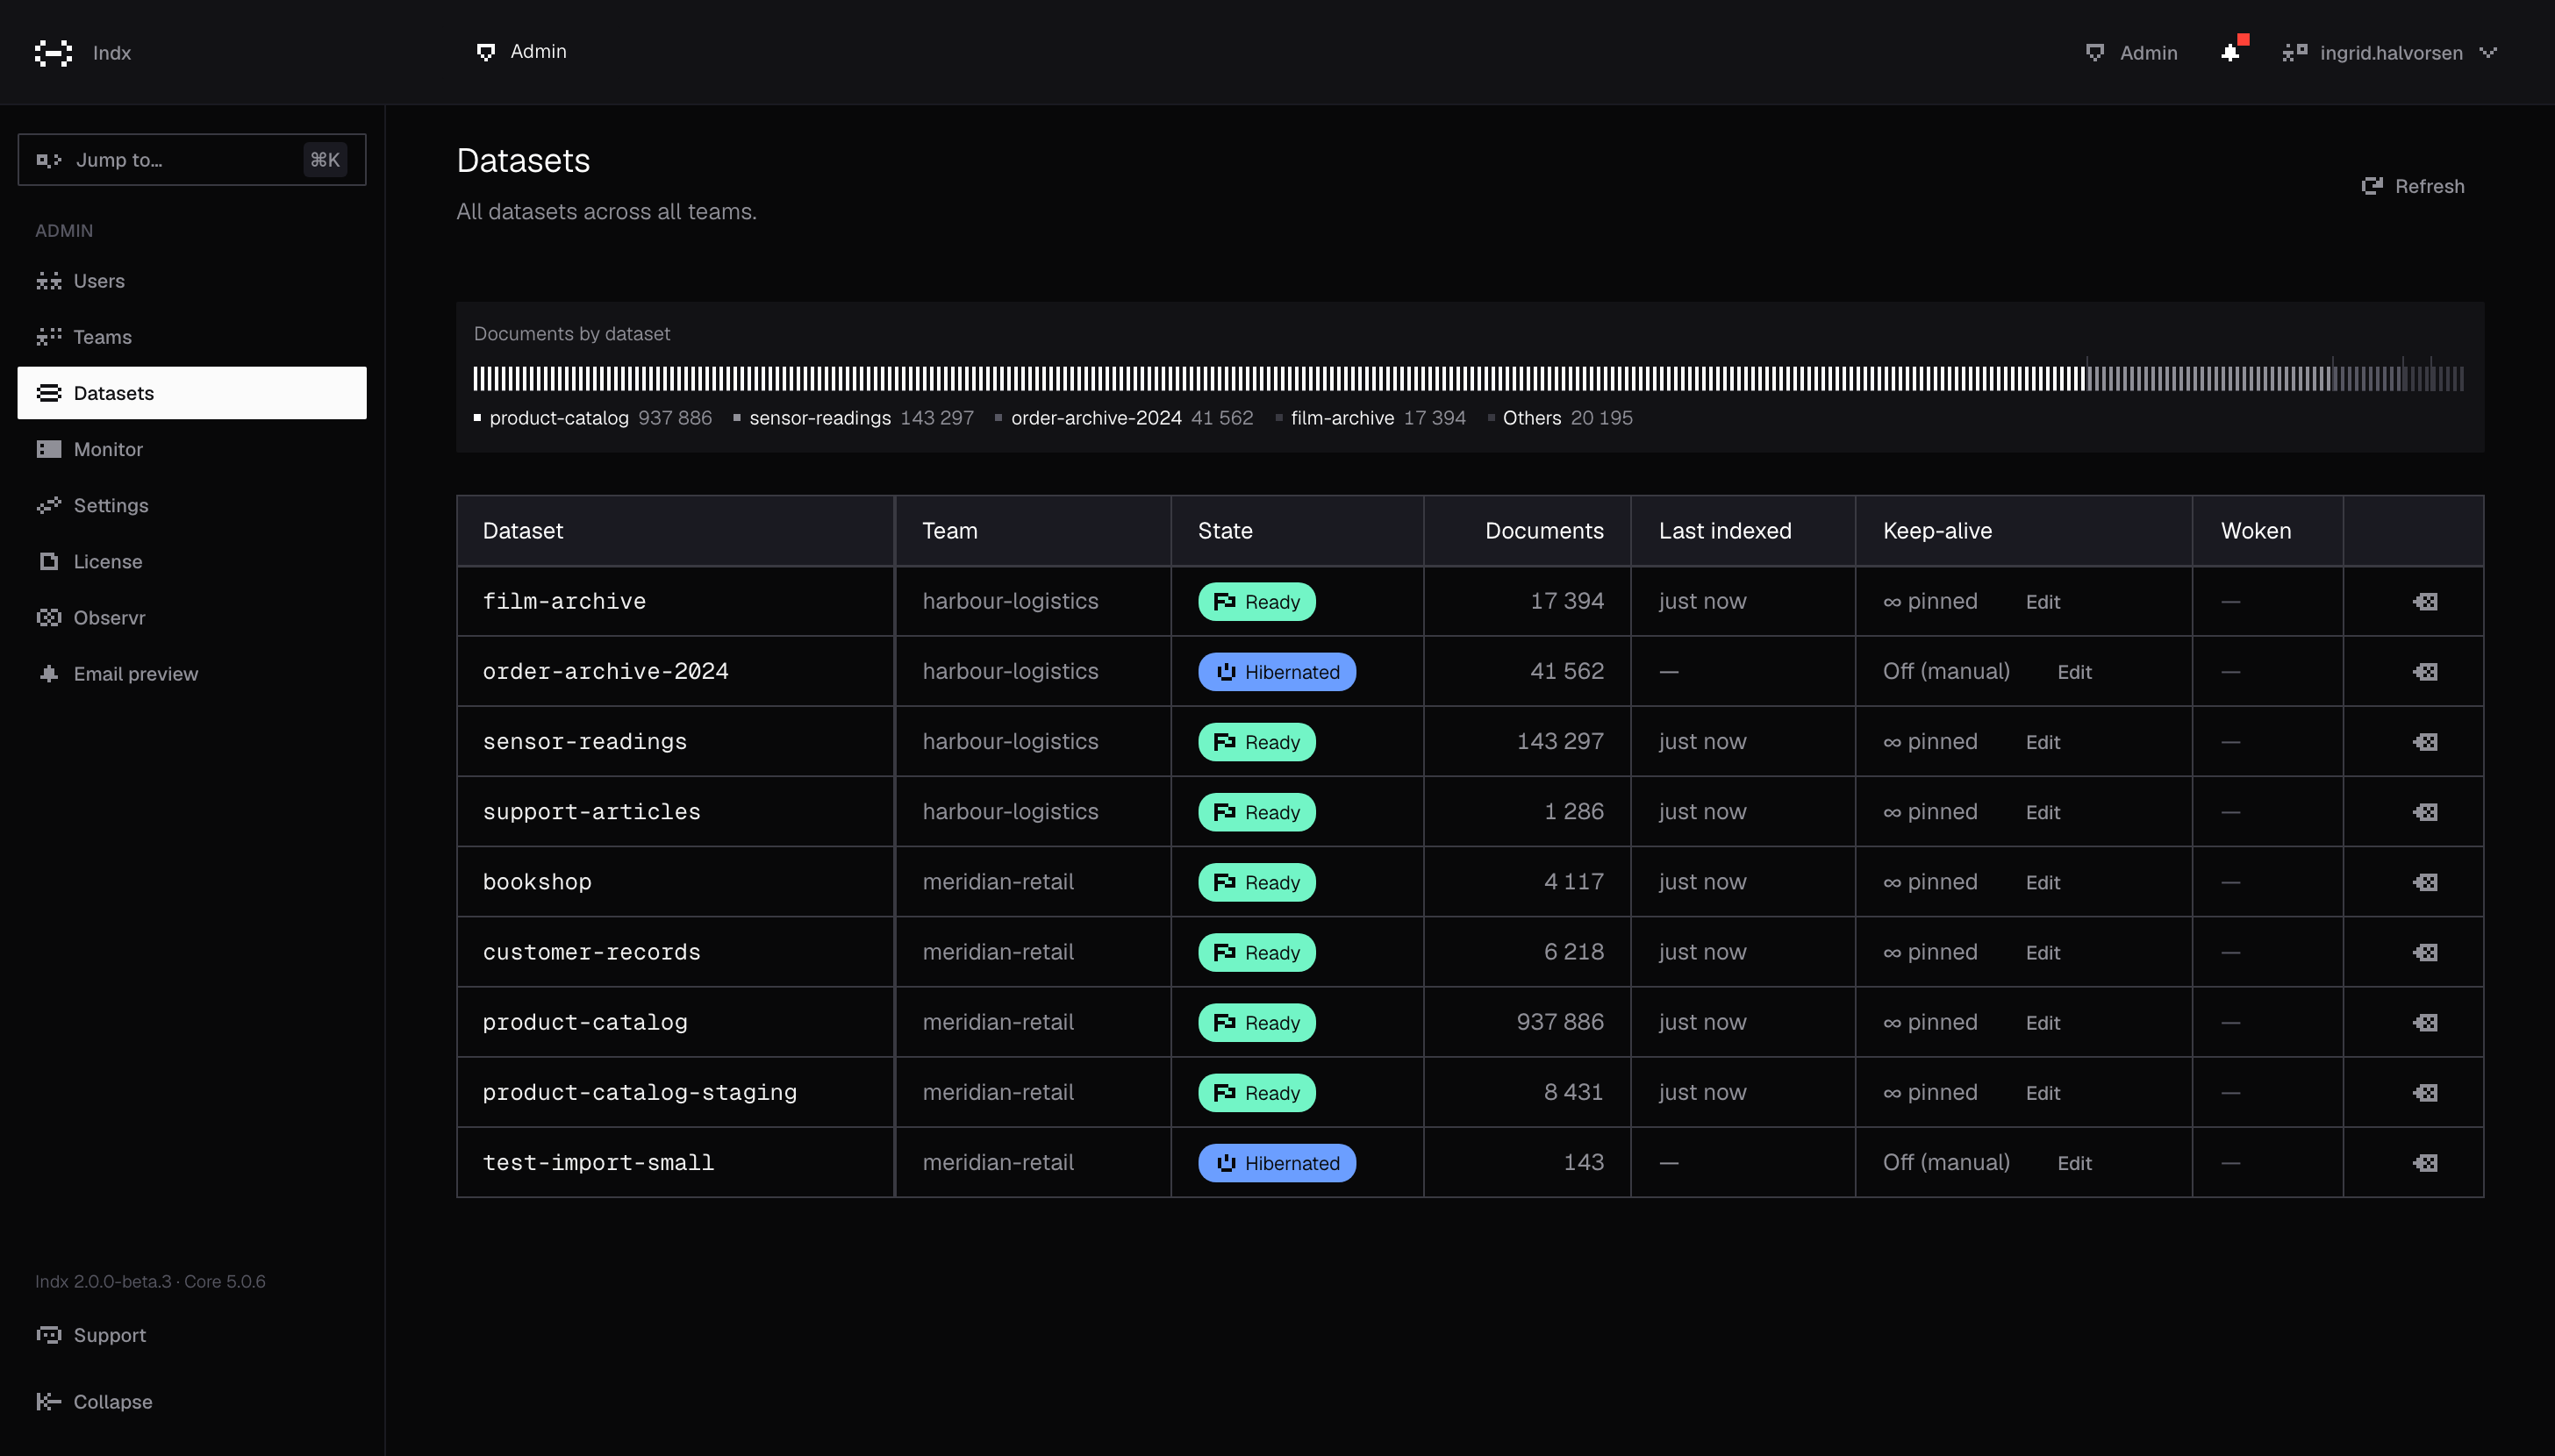 Indx
Admin
Admin
ingrid.halvorsen
Jump to...
⌘K
ADMIN
Users
Teams
Datasets
Monitor
Settings
License
Observr
Email preview
Indx 2.0.0-beta.3 · Core 5.0.6
Support
Collapse
Datasets
All datasets across all teams.
Refresh
Documents by dataset
product-catalog 937 886 sensor-readings 143 297 order-archive-2024 41 562 film-archive 17 394 Others 20 195
Dataset Team State Documents Last indexed Keep-alive Woken
film-archive harbour-logistics Ready 17 394 just now ∞ pinned Edit —
order-archive-2024 harbour-logistics Hibernated 41 562 — Off (manual) Edit —
sensor-readings harbour-logistics Ready 143 297 just now ∞ pinned Edit —
support-articles harbour-logistics Ready 1 286 just now ∞ pinned Edit —
bookshop meridian-retail Ready 4 117 just now ∞ pinned Edit —
customer-records meridian-retail Ready 6 218 just now ∞ pinned Edit —
product-catalog meridian-retail Ready 937 886 just now ∞ pinned Edit —
product-catalog-staging meridian-retail Ready 8 431 just now ∞ pinned Edit —
test-import-small meridian-retail Hibernated 143 — Off (manual) Edit —